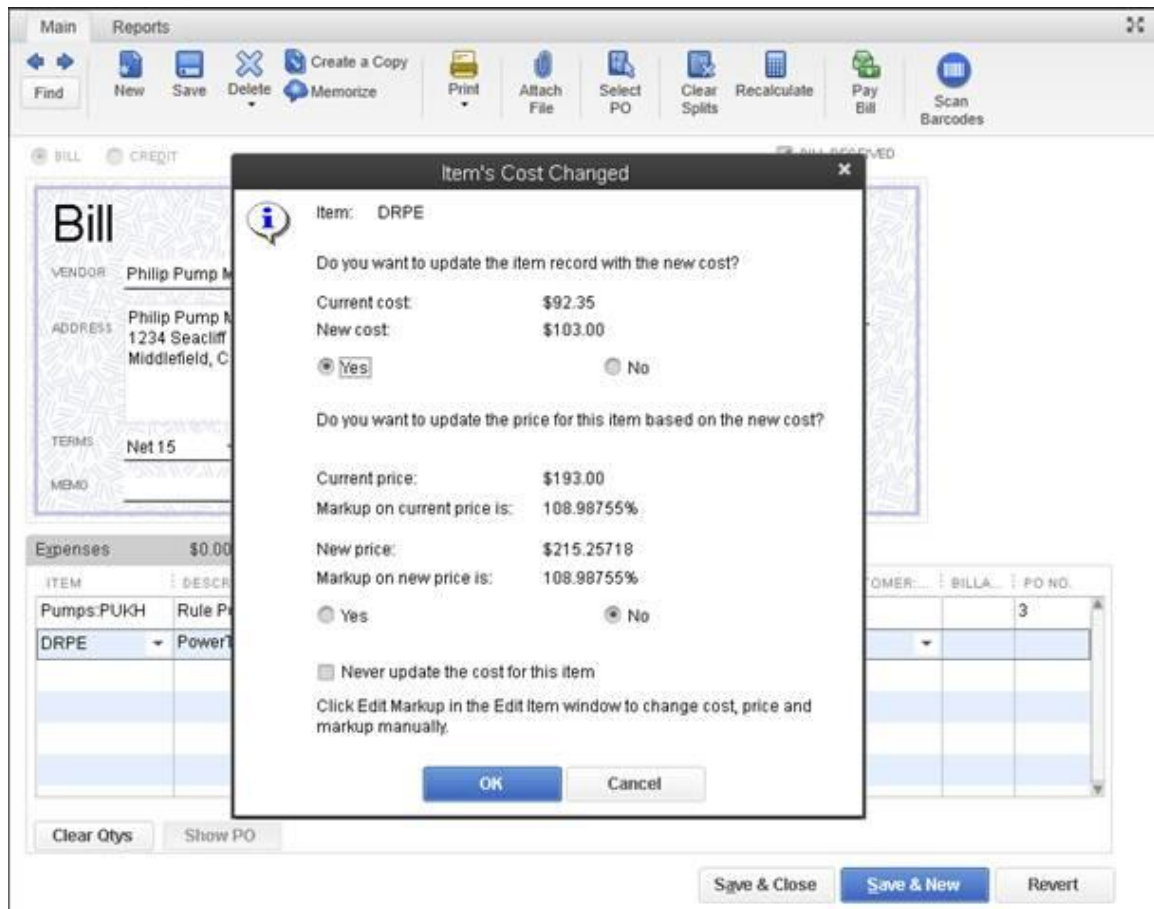 Main Reports
Find
New
Save
Delete
Create a Copy
Memorize
Print
Attach File
Select PO
Clear Splits
Recalculate
Pay Bill
Scan Barcodes
BILL CREDIT
BILL RECEIVED
Item's Cost Changed
Bill
VENDOR Philip Pump
ADDRESS Philip Pump
1234 Seacliff
Middlefield, C
TERMS Net 15
MEMO
Item: DRPE
Do you want to update the item record with the new cost?
Current cost: $92.35
New cost: $103.00
Yes No
Do you want to update the price for this item based on the new cost?
Current price: $193.00
Markup on current price is: 108.98755%
New price: $215.25718
Markup on new price is: 108.98755%
Yes No
Never update the cost for this item
Click Edit Markup in the Edit Item window to change cost, price and
markup manually.
OK Cancel
Expenses $0.00
ITEM DESCR TOMER:... BILLA... PO NO.
Pumps:PUKH Rule P 3
DRPE PowerT
Clear Qtys Show PO
Save & Close Save & New Revert